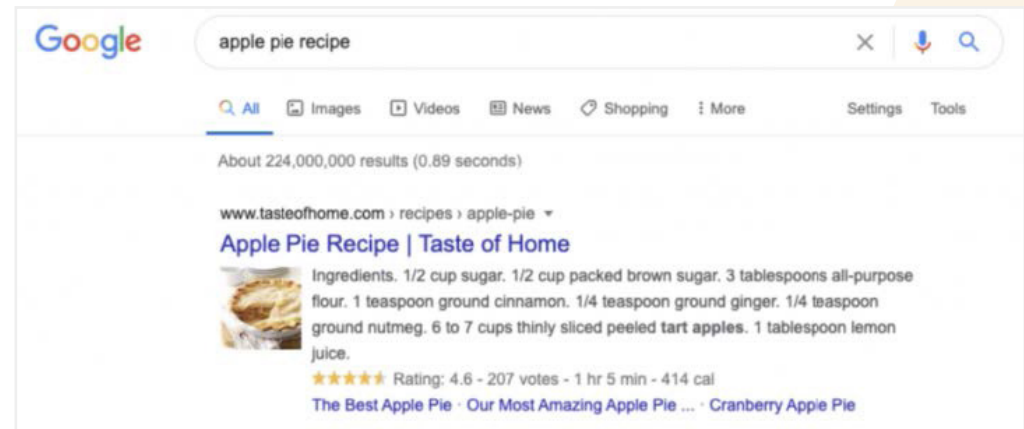 Google
apple pie recipe
All Images Videos News Shopping More Settings Tools
About 224,000,000 results (0.89 seconds)
www.tasteofhome.com › recipes › apple-pie
Apple Pie Recipe | Taste of Home
Ingredients. 1/2 cup sugar. 1/2 cup packed brown sugar. 3 tablespoons all-purpose
flour. 1 teaspoon ground cinnamon. 1/4 teaspoon ground ginger. 1/4 teaspoon
ground nutmeg. 6 to 7 cups thinly sliced peeled tart apples. 1 tablespoon lemon
juice.
Rating: 4.6 - 207 votes - 1 hr 5 min - 414 cal
The Best Apple Pie · Our Most Amazing Apple Pie ... · Cranberry Apple Pie